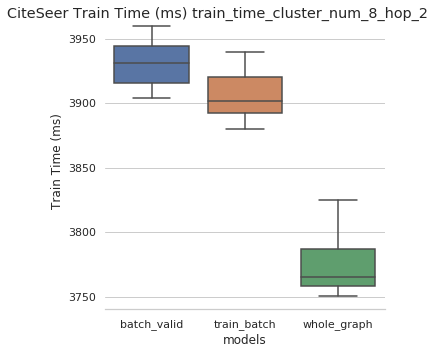 CiteSeer Train Time (ms) train_time_cluster_num_8_hop_2
3950
3900
3850
3800
3750
Train Time (ms)
batch_valid train_batch whole_graph
models